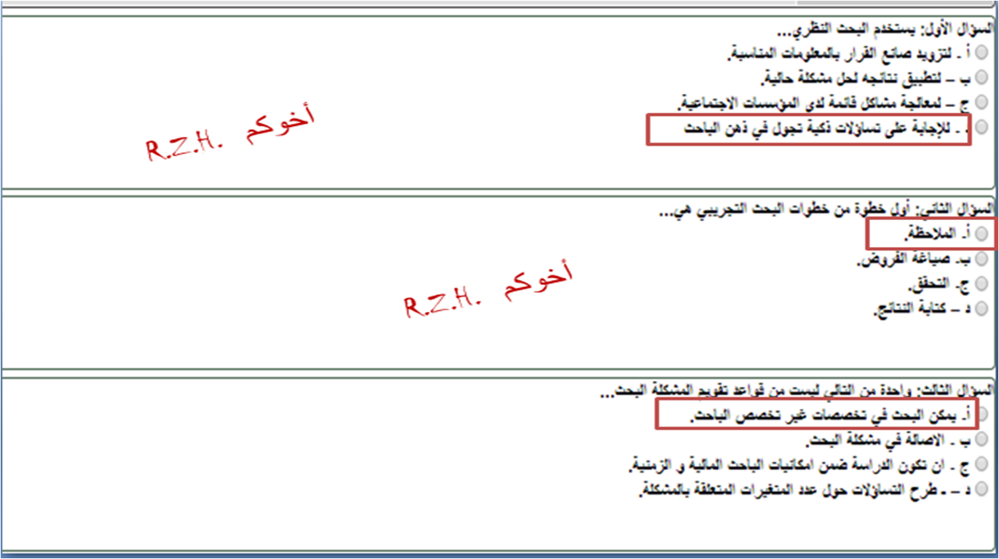 السؤال الأول: يستخدم البحث النظري...
أ - لتزويد صانع القرار بالمعلومات المناسبة.
ب – لتطبيق نتائجه لحل مشكلة حالية.
ج – لمعالجة مشاكل قائمة لدى المؤسسات الاجتماعية.
د - للإجابة على تساؤلات ذكية تجول في ذهن الباحث
أخوكم R.Z.H.
السؤال الثاني: أول خطوة من خطوات البحث التجريبي هي...
أ- الملاحظة.
ب- صياغة الفروض.
ج- التحقق.
د – كتابة النتائج.
أخوكم R.Z.H.
السؤال الثالث: واحدة من التالي ليست من قواعد تقويم المشكلة البحث...
أ- يمكن البحث في تخصصات غير تخصص الباحث.
ب - الاصالة في مشكلة البحث.
ج - ان تكون الدراسة ضمن امكانيات الباحث المالية و الزمنية.
د – - طرح التساؤلات حول عدد المتغيرات المتعلقة بالمشكلة.